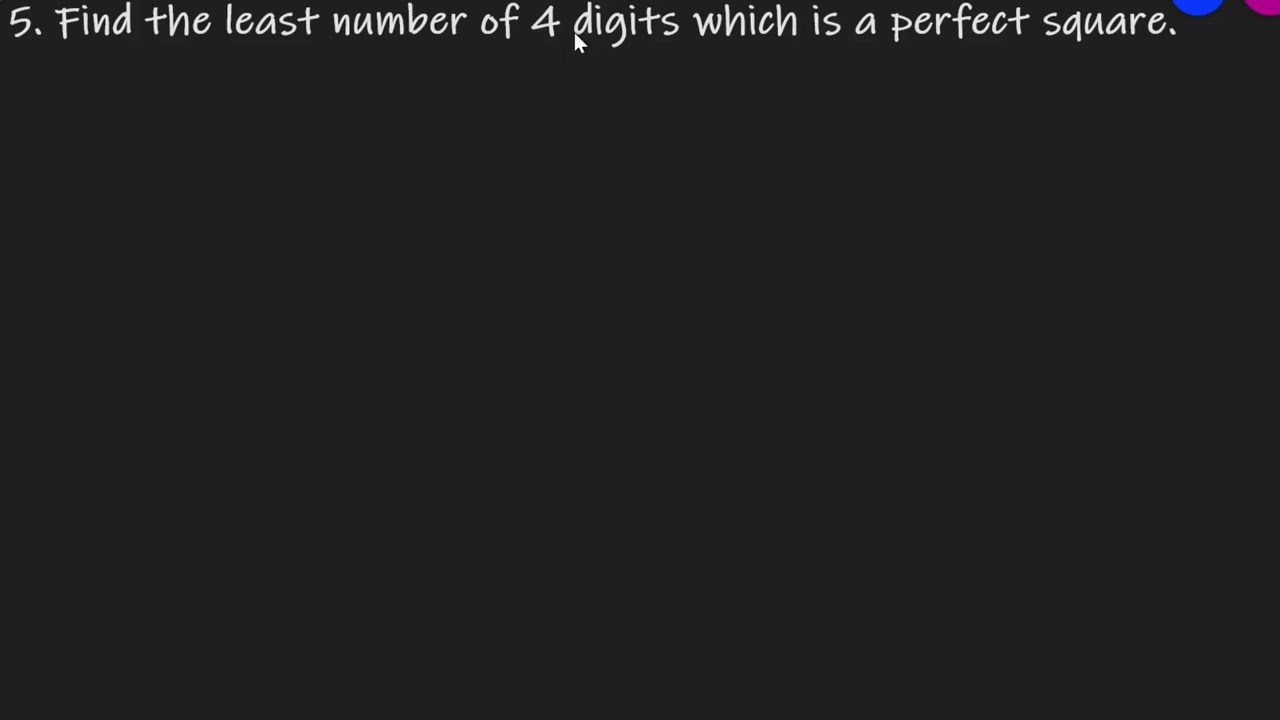 5. Find the least number of 4 digits which is a perfect square.